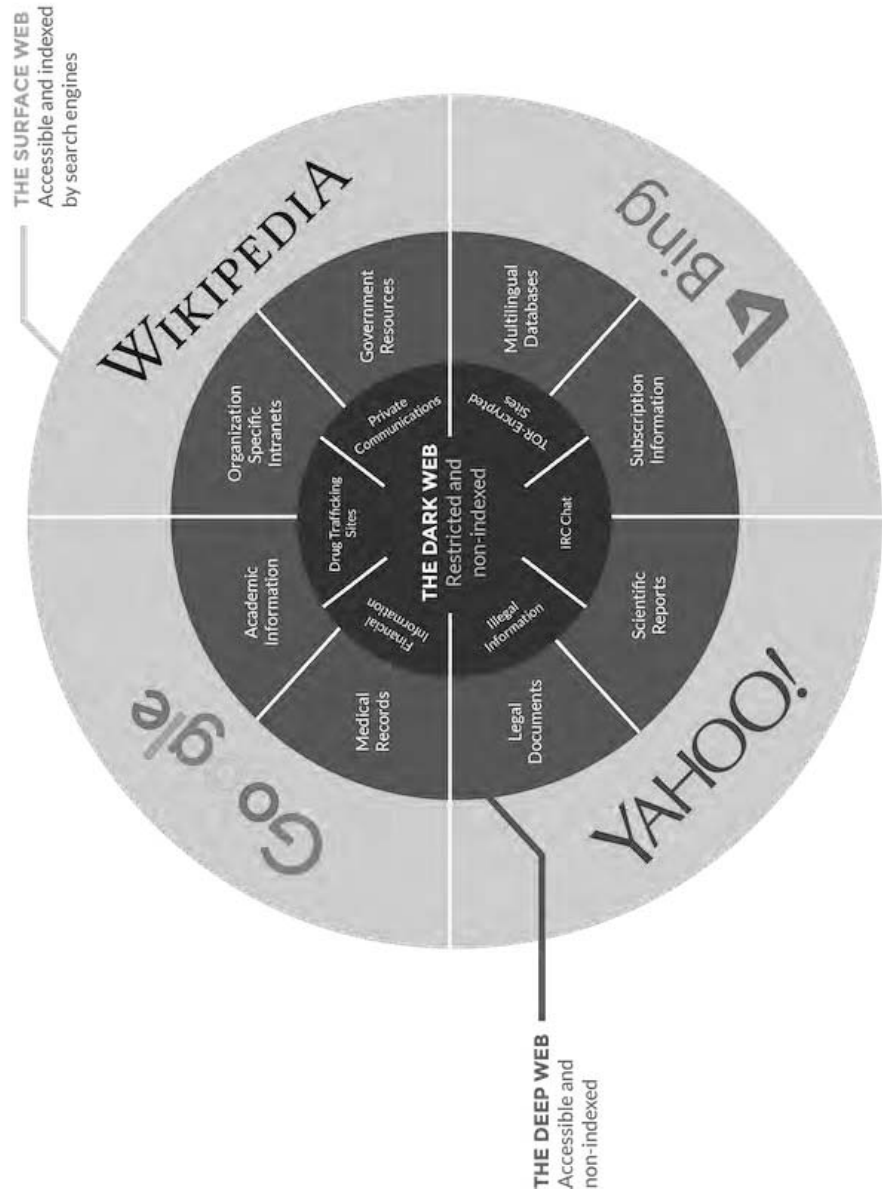 THE SURFACE WEB
Accessible and indexed
by search engines
Google
WIKIPEDIA
Academic
Information
Organization
Specific
Intranets
Medical
Records
Government
Resources
Financial
Information
Drug Trafficking
Sites
Private
Communications
THE DARK WEB
Restricted and
non-indexed
Illegal
Information
IRC Chat
TOR-Encrypted
Sites
Legal
Documents
Multilingual
Databases
Scientific
Reports
Subscription
Information
YAHOO!
Bing
THE DEEP WEB
Accessible and
non-indexed